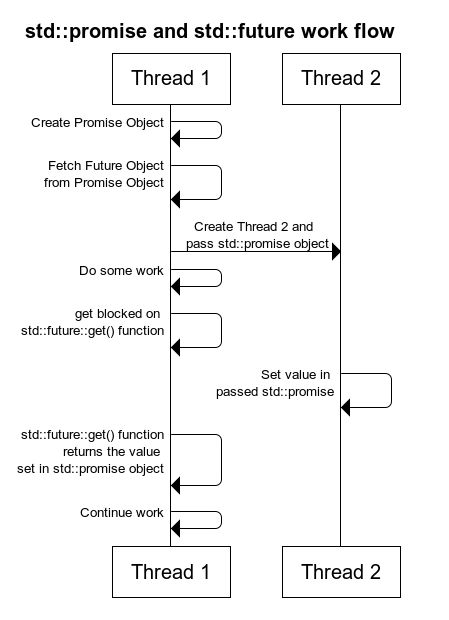 std::promise and std::future work flow
Thread 1
Thread 2
Create Promise Object
Fetch Future Object
from Promise Object
Create Thread 2 and
pass std::promise object
Do some work
get blocked on
std::future::get() function
Set value in
passed std::promise
std::future::get() function
returns the value
set in std::promise object
Continue work
Thread 1
Thread 2